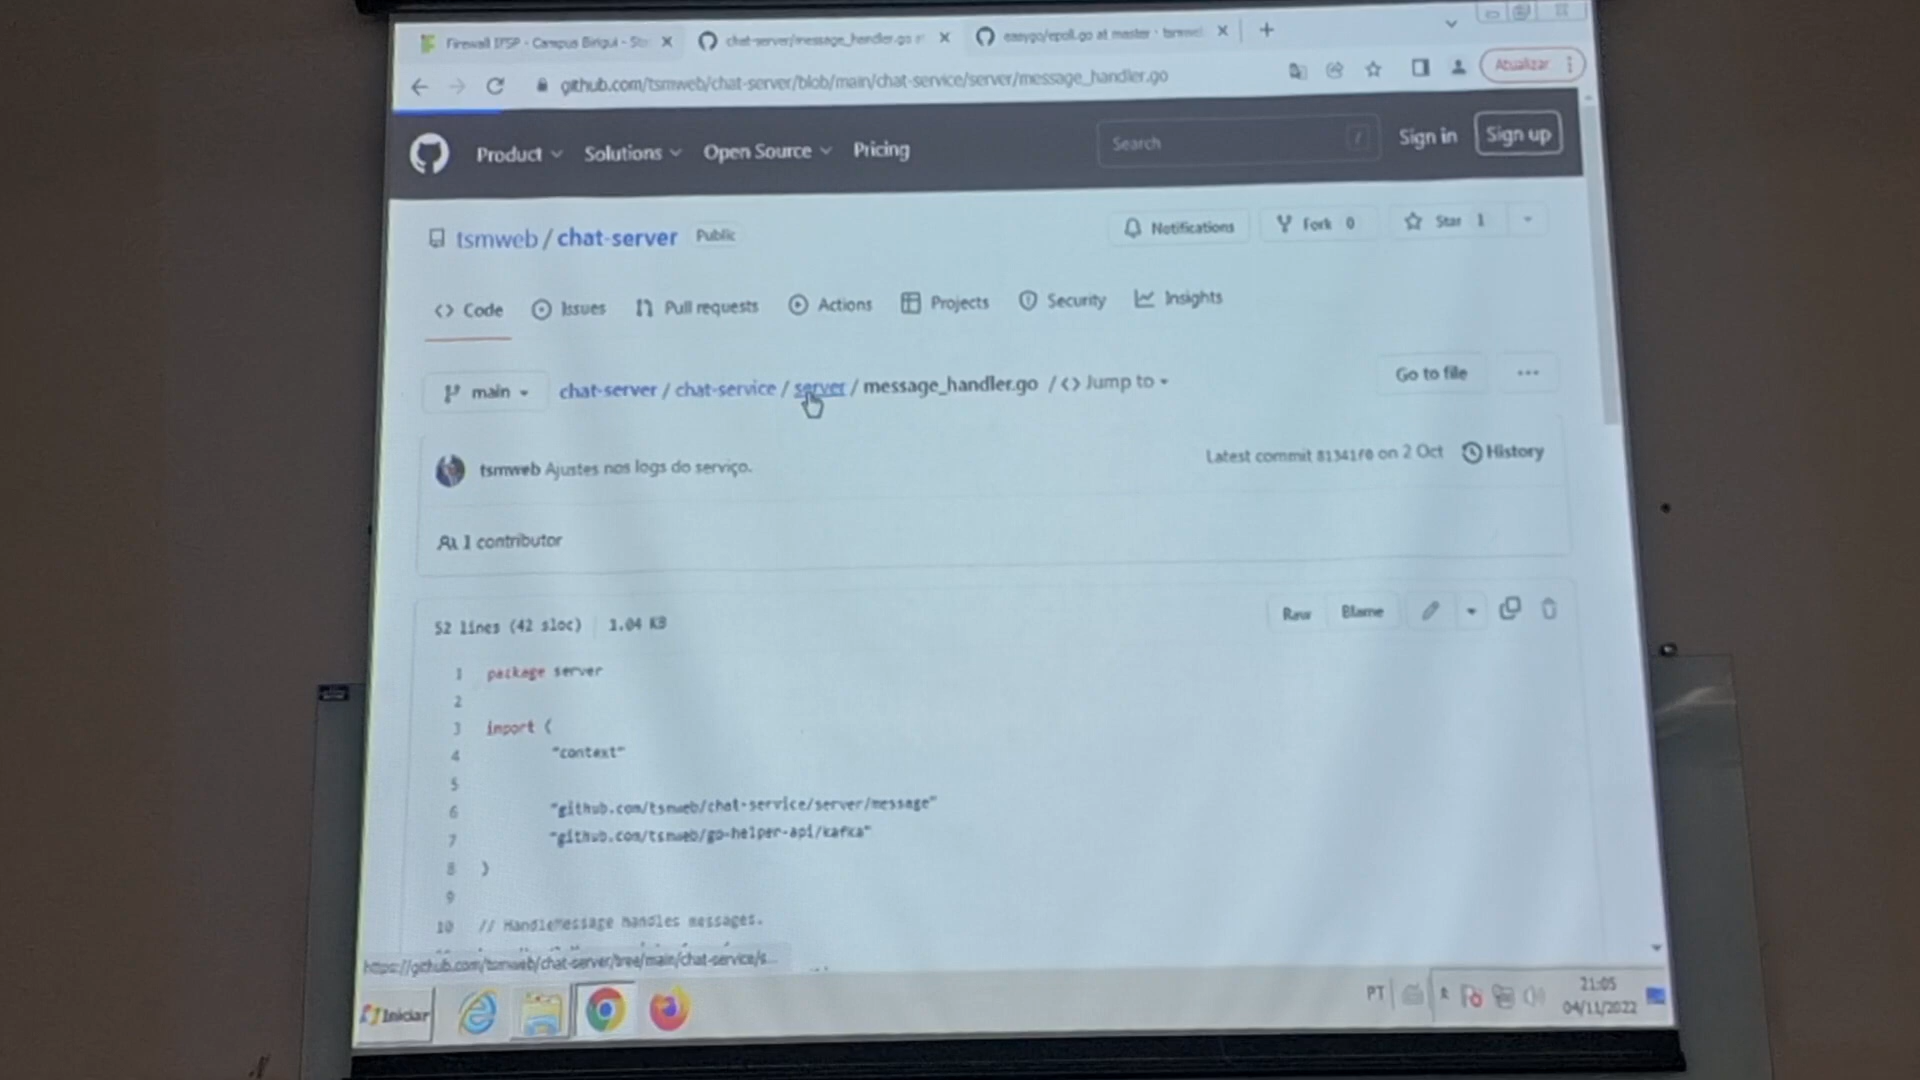 Firewall IFSP - Campus Birigui - Sto
chat-server/message_handler.go at
easygo/epoll.go at master · tsmwe
github.com/tsmweb/chat-server/blob/main/chat-service/server/message_handler.go
Atualizar
Product
Solutions
Open Source
Pricing
Search /
Sign in
Sign up
tsmweb / chat-server Public
Notifications
Fork 0
Star 1
<> Code
Issues
Pull requests
Actions
Projects
Security
Insights
main
chat-server / chat-service / server / message_handler.go / <> Jump to
Go to file
...
tsmweb Ajustes nos logs do serviço.
Latest commit 81341f0 on 2 Oct
History
1 contributor
52 lines (42 sloc) 1.04 KB
Raw
Blame
1 package server
2
3 import (
4 "context"
5
6 "github.com/tsmweb/chat-service/server/message"
7 "github.com/tsmweb/go-helper-api/kafka"
8 )
9
10 // HandleMessage handles messages.
https://github.com/tsmweb/chat-server/tree/main/chat-service/s...
Iniciar
PT
21:05
04/11/2022